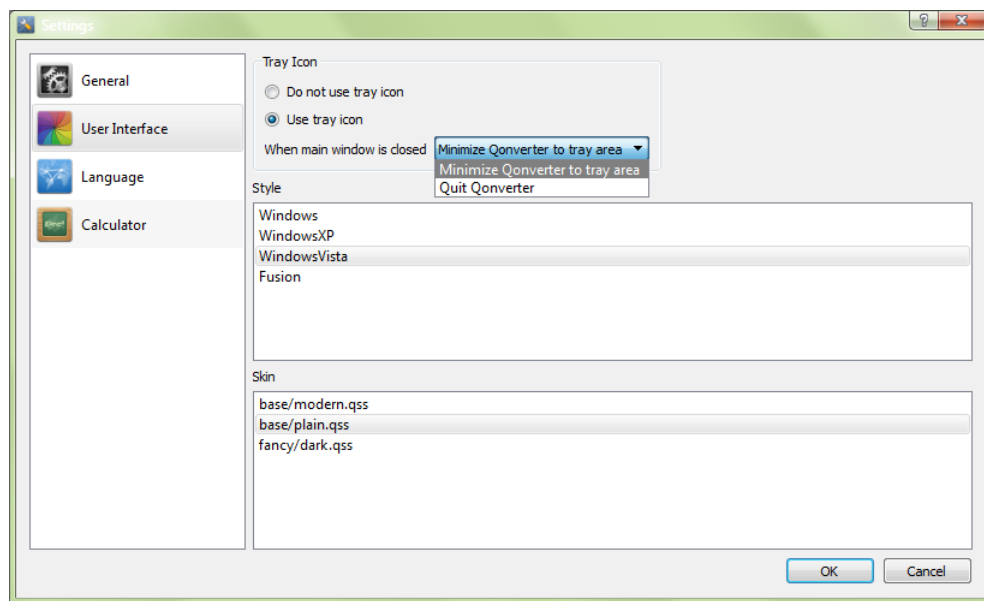 Settings
General
User Interface
Language
Calculator
Tray Icon
Do not use tray icon
Use tray icon
When main window is closed Minimize Qonverter to tray area
Minimize Qonverter to tray area
Quit Qonverter
Style
Windows
WindowsXP
WindowsVista
Fusion
Skin
base/modern.qss
base/plain.qss
fancy/dark.qss
OK Cancel